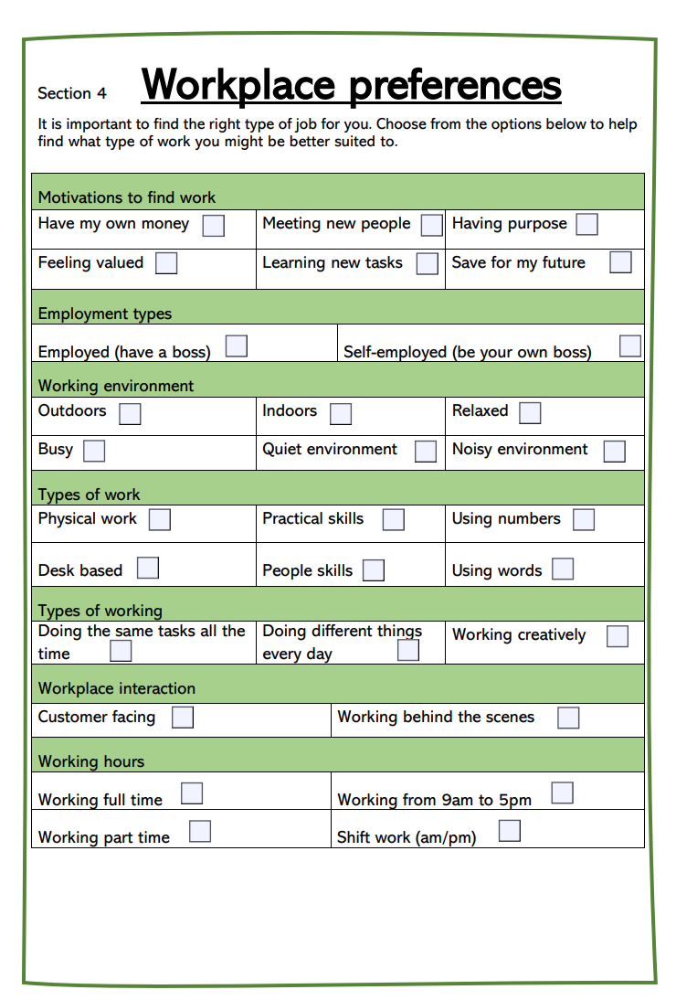 Section 4 Workplace preferences
It is important to find the right type of job for you. Choose from the options below to help
find what type of work you might be better suited to.
Motivations to find work
Have my own money Meeting new people Having purpose
Feeling valued Learning new tasks Save for my future
Employment types
Employed (have a boss) Self-employed (be your own boss)
Working environment
Outdoors Indoors Relaxed
Busy Quiet environment Noisy environment
Types of work
Physical work Practical skills Using numbers
Desk based People skills Using words
Types of working
Doing the same tasks all the
time
Doing different things
every day
Working creatively
Workplace interaction
Customer facing Working behind the scenes
Working hours
Working full time Working from 9am to 5pm
Working part time Shift work (am/pm)